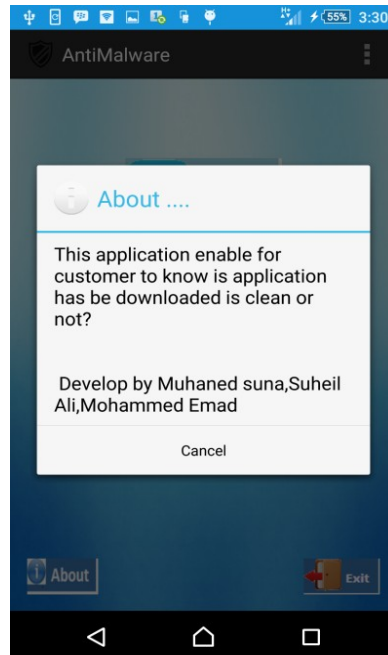 55% 3:30
AntiMalware
About ....
This application enable for
customer to know is application
has be downloaded is clean or
not?
Develop by Muhaned suna,Suheil
Ali,Mohammed Emad
Cancel
About
Exit